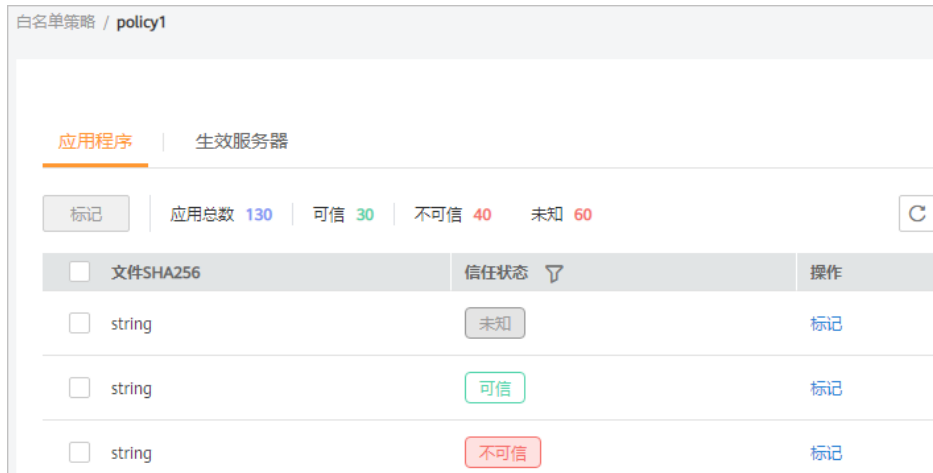 白名单策略 / policy1
应用程序 生效服务器
标记 应用总数 130 可信 30 不可信 40 未知 60
文件SHA256 信任状态 操作
string 未知 标记
string 可信 标记
string 不可信 标记